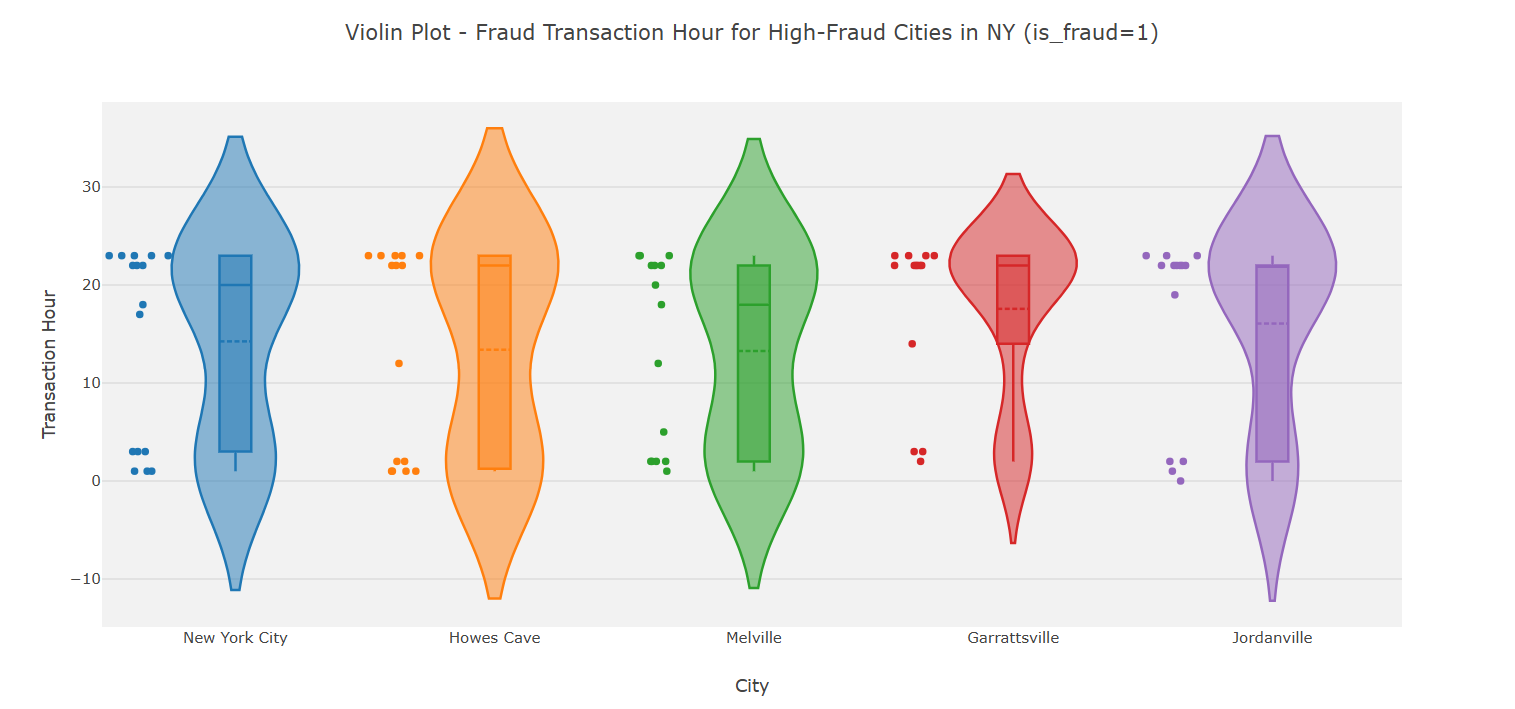 Violin Plot - Fraud Transaction Hour for High-Fraud Cities in NY (is_fraud=1)
30
20
10
0
−10
Transaction Hour
New York City
Howes Cave
Melville
Garrattsville
Jordanville
City